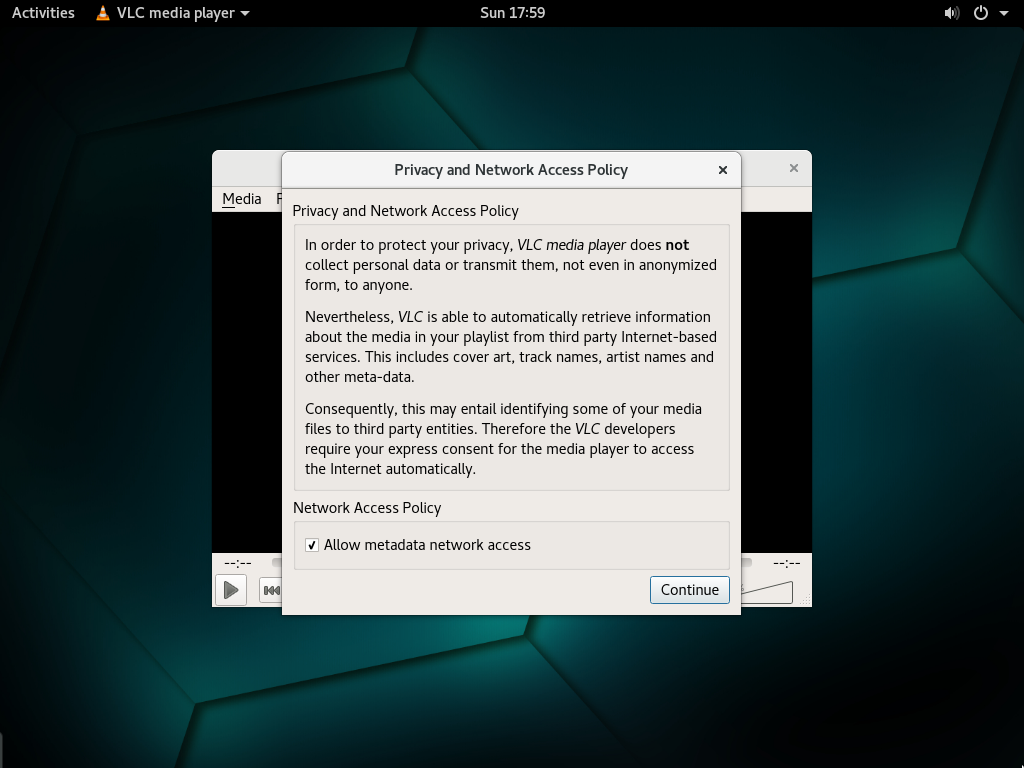 Activities VLC media player Sun 17:59
Privacy and Network Access Policy
Media
Privacy and Network Access Policy
In order to protect your privacy, VLC media player does not
collect personal data or transmit them, not even in anonymized
form, to anyone.
Nevertheless, VLC is able to automatically retrieve information
about the media in your playlist from third party Internet-based
services. This includes cover art, track names, artist names and
other meta-data.
Consequently, this may entail identifying some of your media
files to third party entities. Therefore the VLC developers
require your express consent for the media player to access
the Internet automatically.
Network Access Policy
Allow metadata network access
--:-- --:--
Continue